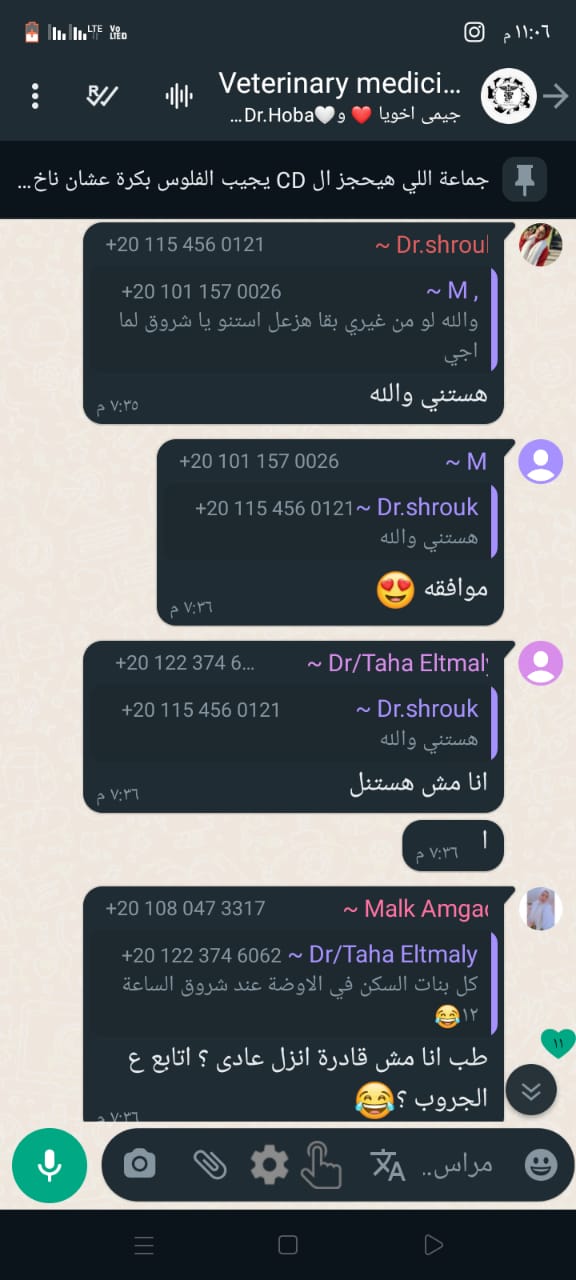 ١١:٠٦ م
LTE
Vo LTED
Veterinary medici...
جيمى اخويا ❤️ و🤍Dr.Hoba...
جماعة اللي هيحجز ال CD يجيب الفلوس بكرة عشان ناخ...
~ Dr.shrouk +20 115 456 0121
~ M , +20 101 157 0026
والله لو من غيري بقا هزعل استنو يا شروق لما
اجي
هستني والله
٧:٣٥ م
~ M +20 101 157 0026
~ Dr.shrouk +20 115 456 0121
هستني والله
موافقه 😍
٧:٣٦ م
~ Dr/Taha Eltmaly +20 122 374 6...
~ Dr.shrouk +20 115 456 0121
هستني والله
انا مش هستنل
٧:٣٦ م
ا
٧:٣٦ م
~ Malk Amgad +20 108 047 3317
~ Dr/Taha Eltmaly +20 122 374 6062
كل بنات السكن في الاوضة عند شروق الساعة
١٢😂
طب انا مش قادرة انزل عادى ؟ اتابع ع
الجروب ؟😂
٧:٣٦ م
١١
مراس..